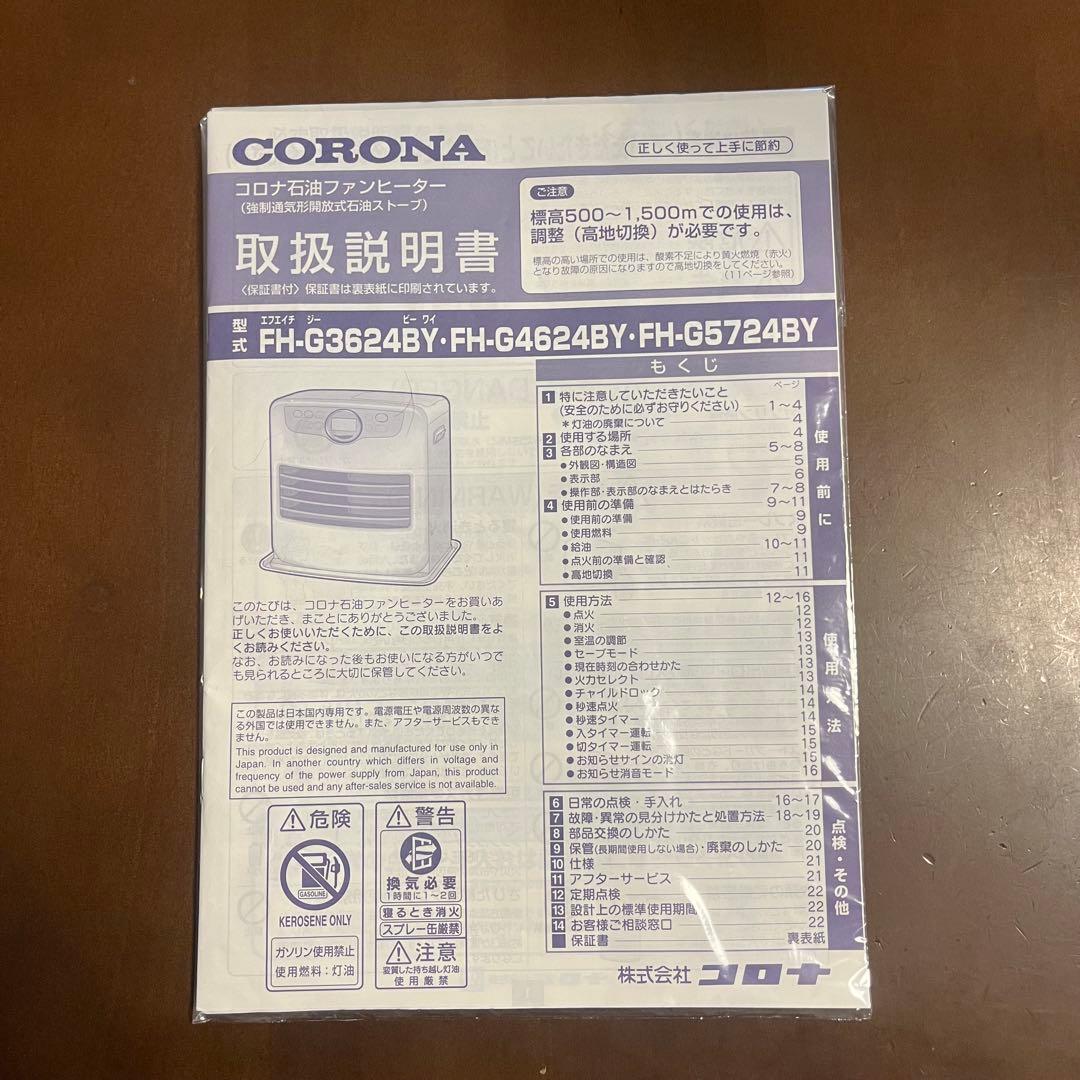 CORONA
正しく使って上手に節約
コロナ石油ファンヒーター
(強制通気形開放式石油ストーブ)
取扱説明書
〈保証書付〉保証書は裏表紙に印刷されています。
ご注意
標高500〜1,500mでの使用は、
調整(高地切換)が必要です。
標高の高い場所での使用は、酸素不足により黄火燃焼(赤火)
となり故障の原因になりますので高地切換をしてください。
(11ページ参照)
エフエイチ ジー ビー ワイ
型式 FH-G3624BY・FH-G4624BY・FH-G5724BY
もくじ
ページ
1 特に注意していただきたいこと
(安全のために必ずお守りください) 1〜4
＊灯油の廃棄について 4
2 使用する場所 4
3 各部のなまえ 5〜8
●外観図・構造図 5
●表示部 6
●操作部・表示部のなまえとはたらき 7〜8
4 使用前の準備 9〜11
●使用前の準備 9
●使用燃料 9
●給油 10〜11
●点火前の準備と確認 11
●高地切換 11
使用前に
5 使用方法 12〜16
●点火 12
●消火 12
●室温の調節 13
●セーブモード 13
●現在時刻の合わせかた 13
●火力セレクト 13
●チャイルドロック 14
●秒速点火 14
●秒速タイマー 14
●入タイマー運転 15
●切タイマー運転 15
●お知らせサインの消灯 15
●お知らせ消音モード 16
使用方法
6 日常の点検・手入れ 16〜17
7 故障・異常の見分けかたと処置方法 18〜19
8 部品交換のしかた 20
9 保管(長期間使用しない場合)・廃棄のしかた 20
10 仕様 21
11 アフターサービス 21
12 定期点検 22
13 設計上の標準使用期間 22
14 お客様ご相談窓口 22
保証書 裏表紙
点検・その他
このたびは、コロナ石油ファンヒーターをお買いあ
げいただき、まことにありがとうございました。
正しくお使いいただくために、この取扱説明書をよ
くお読みください。
なお、お読みになった後もお使いになる方がいつで
も見られるところに大切に保管してください。
この製品は日本国内専用です。電源電圧や電源周波数の異な
る外国では使用できません。また、アフターサービスもでき
ません。
This product is designed and manufactured for use only in
Japan. In another country which differs in voltage and
frequency of the power supply from Japan, this product
cannot be used and any after-sales service is not available.
危険
GASOLINE
KEROSENE ONLY
ガソリン使用禁止
使用燃料：灯油
警告
換気必要
1時間に1〜2回
寝るとき消火
スプレー缶厳禁
注意
変質した持ち越し灯油
使用厳禁
株式会社 コロナ